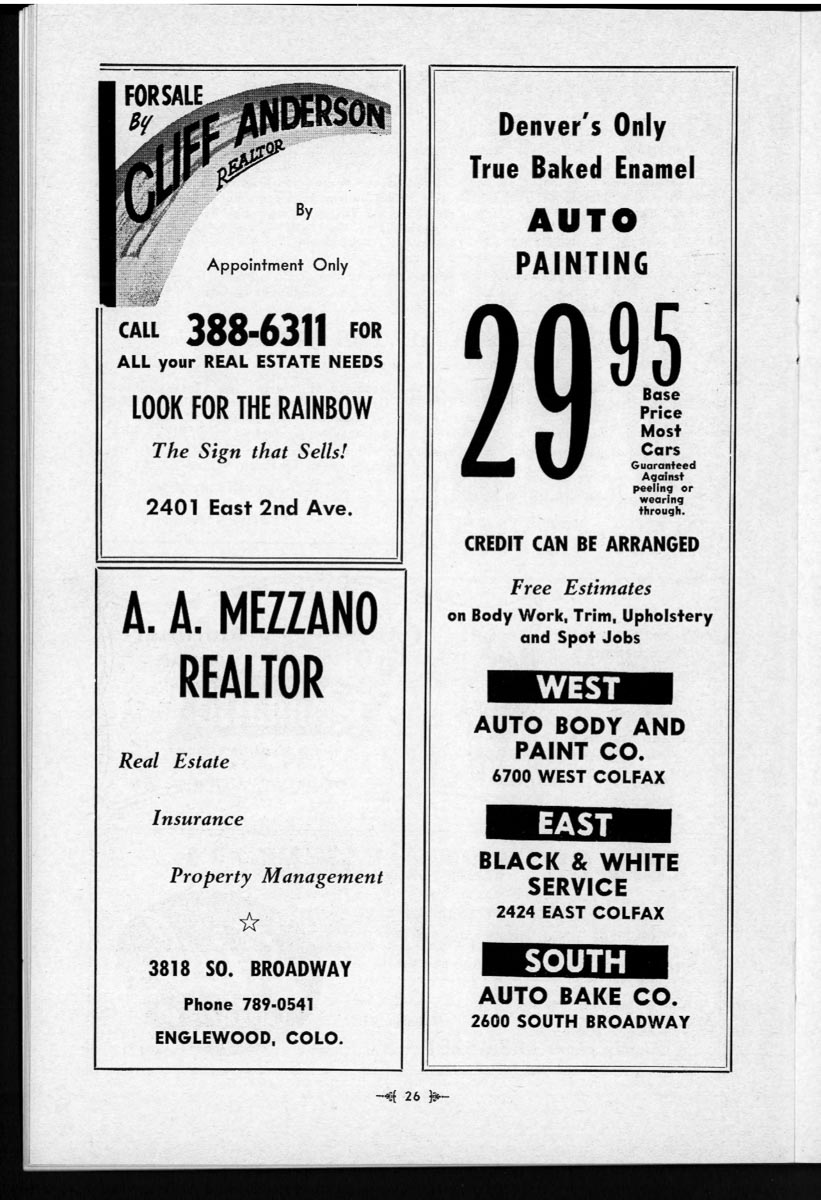 FOR SALE
By
CLIFF ANDERSON
REALTOR
By
Appointment Only
CALL 388-6311 FOR
ALL your REAL ESTATE NEEDS
LOOK FOR THE RAINBOW
The Sign that Sells!
2401 East 2nd Ave.
A. A. MEZZANO
REALTOR
Real Estate
Insurance
Property Management
3818 SO. BROADWAY
Phone 789-0541
ENGLEWOOD, COLO.
Denver's Only
True Baked Enamel
AUTO
PAINTING
29 95
Base
Price
Most
Cars
Guaranteed
Against
peeling or
wearing
through.
CREDIT CAN BE ARRANGED
Free Estimates
on Body Work, Trim, Upholstery
and Spot Jobs
WEST
AUTO BODY AND
PAINT CO.
6700 WEST COLFAX
EAST
BLACK & WHITE
SERVICE
2424 EAST COLFAX
SOUTH
AUTO BAKE CO.
2600 SOUTH BROADWAY
26